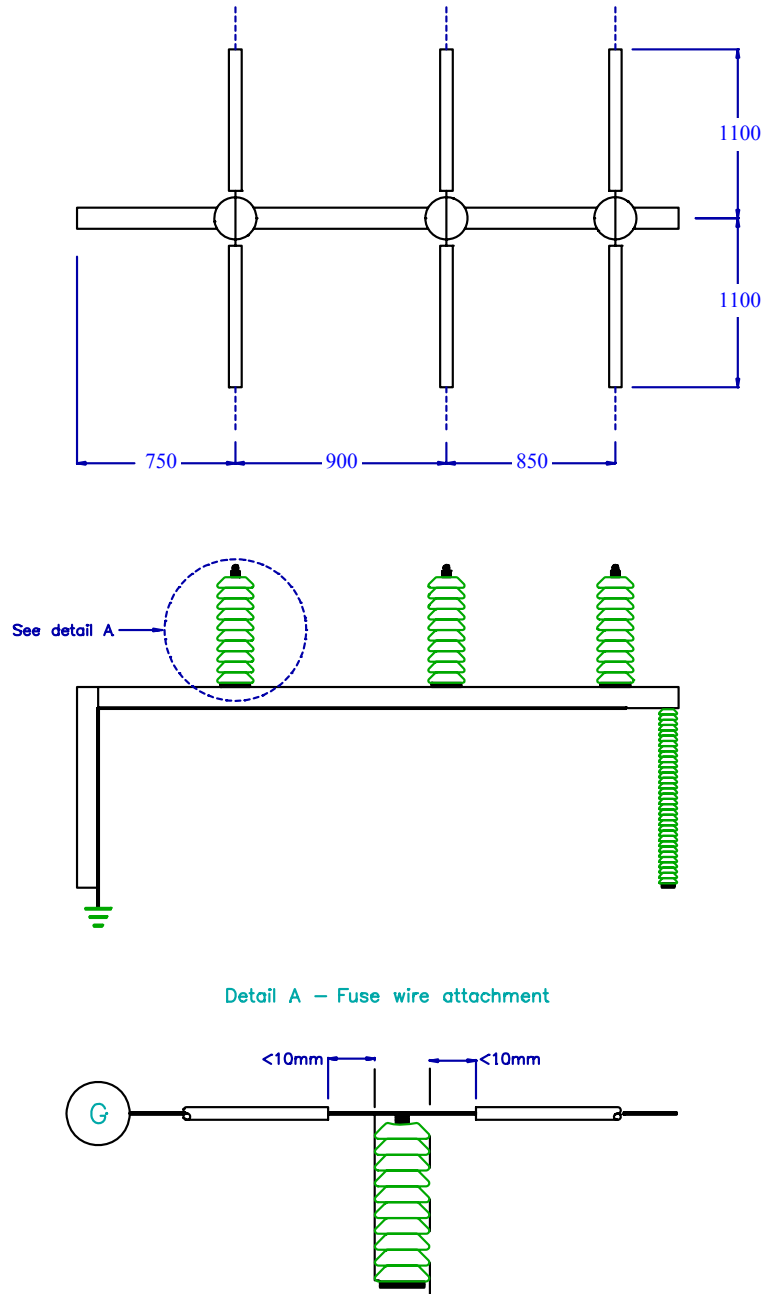 1100
1100
750
900
850
See detail A
Detail A – Fuse wire attachment
<10mm
<10mm
G